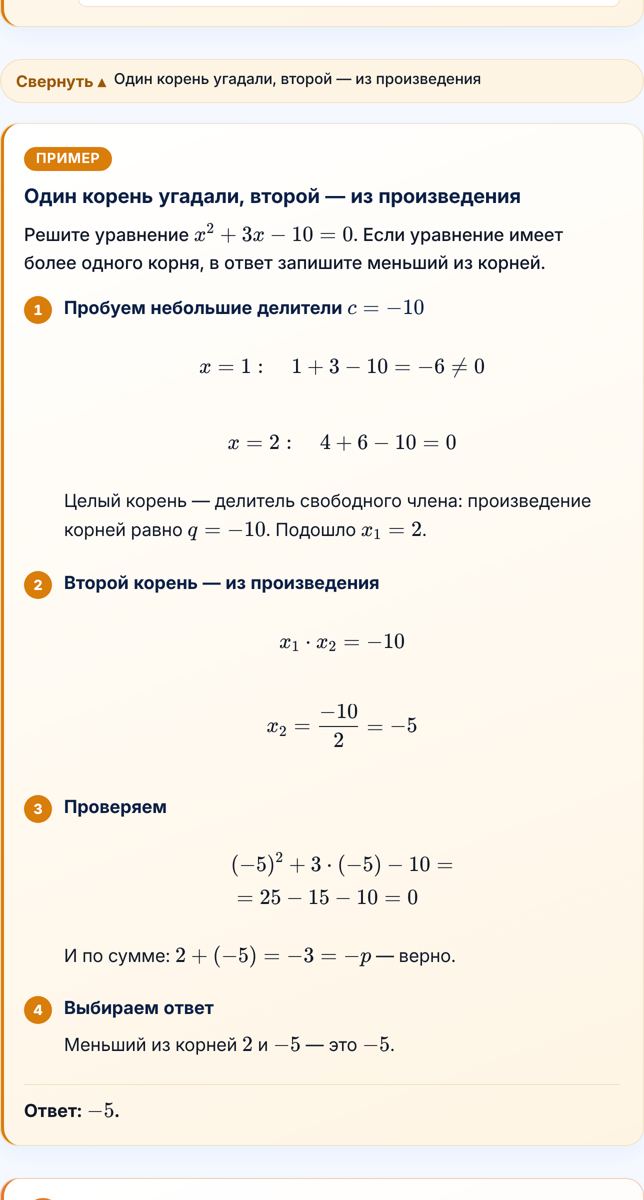 Свернуть ▲ Один корень угадали, второй — из произведения
ПРИМЕР
Один корень угадали, второй — из произведения
Решите уравнение x² + 3x − 10 = 0. Если уравнение имеет
более одного корня, в ответ запишите меньший из корней.
1 Пробуем небольшие делители c = −10
x = 1 : 1 + 3 − 10 = −6 ≠ 0
x = 2 : 4 + 6 − 10 = 0
Целый корень — делитель свободного члена: произведение
корней равно q = −10. Подошло x₁ = 2.
2 Второй корень — из произведения
x₁ · x₂ = −10
x₂ = −10/2 = −5
3 Проверяем
(−5)² + 3 · (−5) − 10 =
= 25 − 15 − 10 = 0
И по сумме: 2 + (−5) = −3 = −p — верно.
4 Выбираем ответ
Меньший из корней 2 и −5 — это −5.
Ответ: −5.